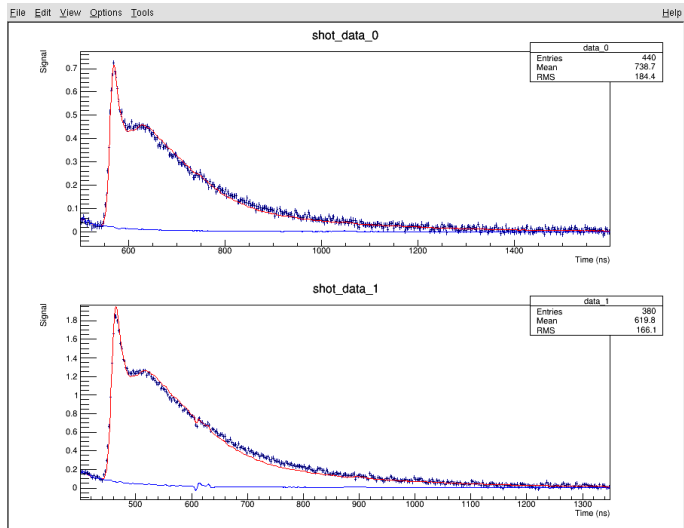 File Edit View Options Tools Help
shot_data_0
data_0
Entries 440
Mean 738.7
RMS 184.4
Signal
0.7
0.6
0.5
0.4
0.3
0.2
0.1
0
600 800 1000 1200 1400
Time (ns)
shot_data_1
data_1
Entries 380
Mean 619.8
RMS 166.1
Signal
1.8
1.6
1.4
1.2
1
0.8
0.6
0.4
0.2
0
500 600 700 800 900 1000 1100 1200 1300
Time (ns)